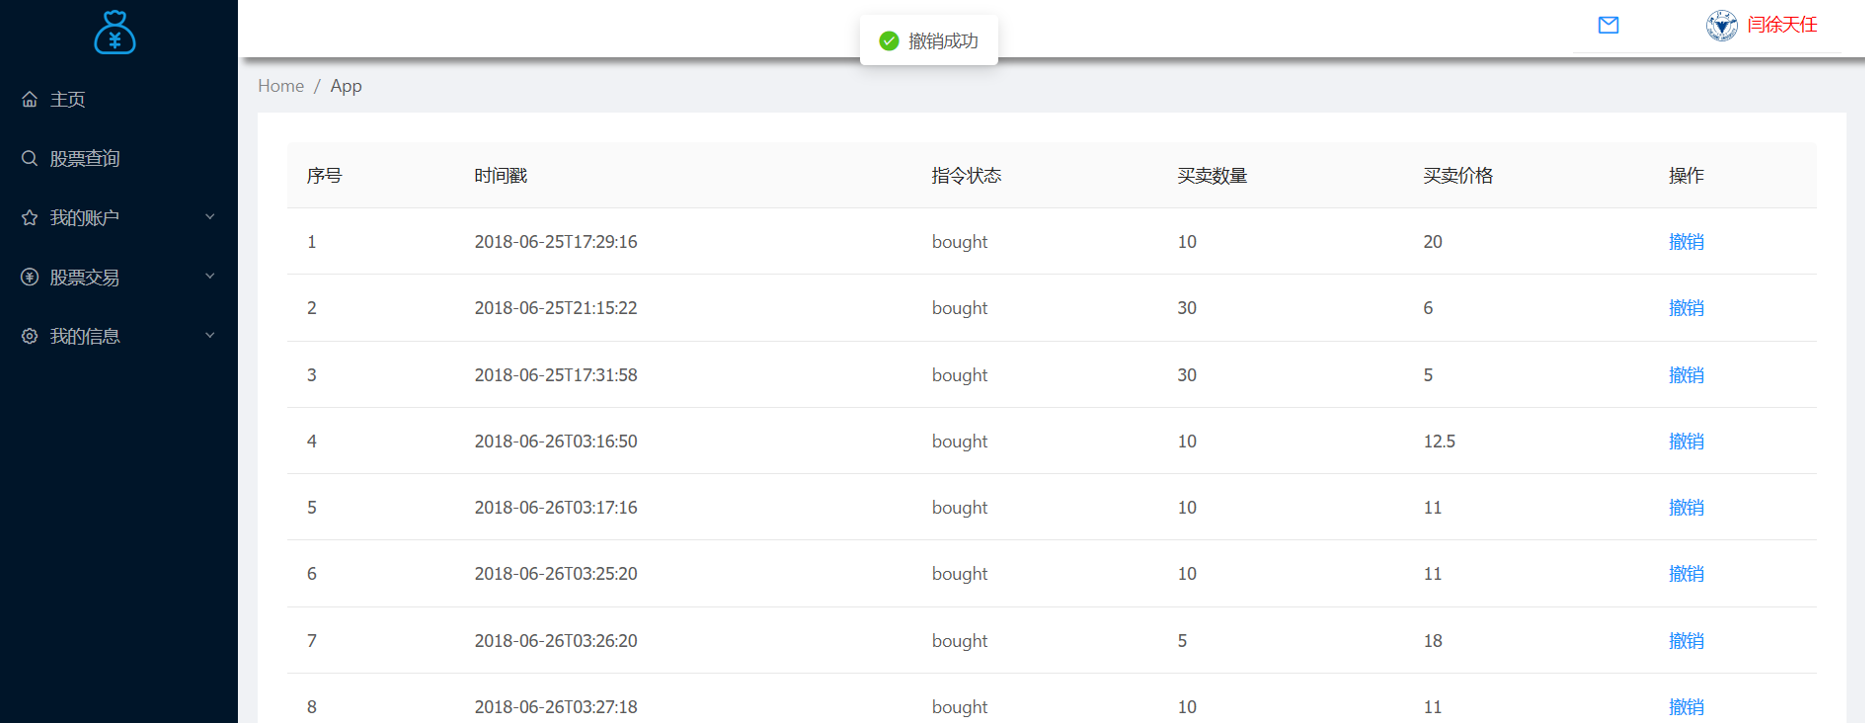 撤销成功
闫徐天任
主页
股票查询
我的账户
股票交易
我的信息
Home / App
序号 时间戳 指令状态 买卖数量 买卖价格 操作
1 2018-06-25T17:29:16 bought 10 20 撤销
2 2018-06-25T21:15:22 bought 30 6 撤销
3 2018-06-25T17:31:58 bought 30 5 撤销
4 2018-06-26T03:16:50 bought 10 12.5 撤销
5 2018-06-26T03:17:16 bought 10 11 撤销
6 2018-06-26T03:25:20 bought 10 11 撤销
7 2018-06-26T03:26:20 bought 5 18 撤销
8 2018-06-26T03:27:18 bought 10 11 撤销